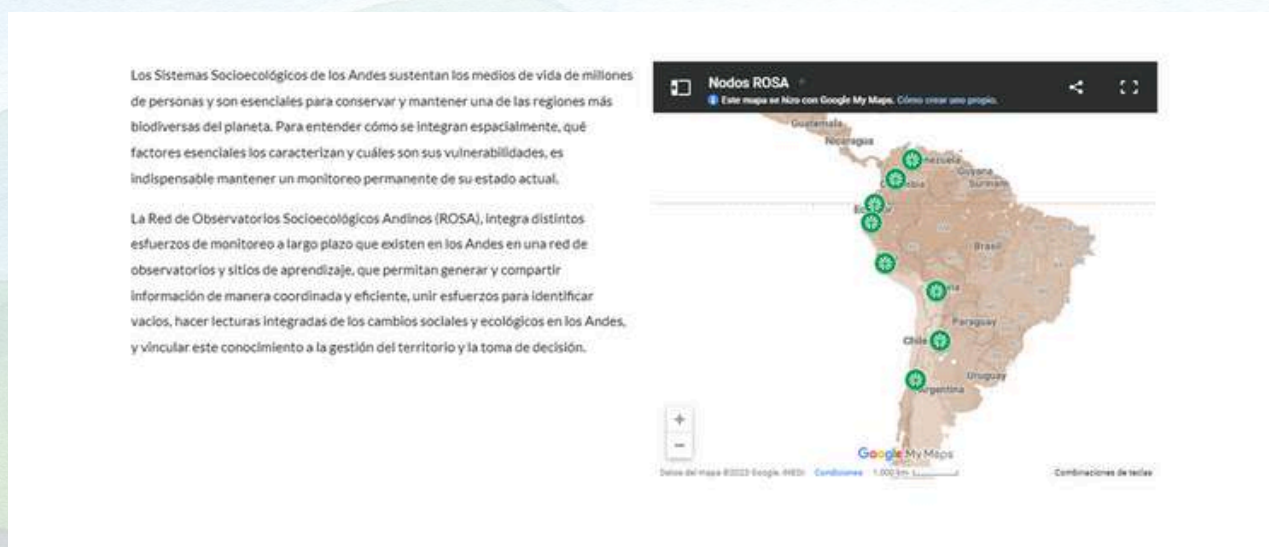 Los Sistemas Socioecológicos de los Andes sustentan los medios de vida de millones
de personas y son esenciales para conservar y mantener una de las regiones más
biodiversas del planeta. Para entender cómo se integran espacialmente, qué
factores esenciales los caracterizan y cuáles son sus vulnerabilidades, es
indispensable mantener un monitoreo permanente de su estado actual.
La Red de Observatorios Socioecológicos Andinos (ROSA), integra distintos
esfuerzos de monitoreo a largo plazo que existen en los Andes en una red de
observatorios y sitios de aprendizaje, que permitan generar y compartir
información de manera coordinada y eficiente, unir esfuerzos para identificar
vacíos, hacer lecturas integradas de los cambios sociales y ecológicos en los Andes,
y vincular este conocimiento a la gestión del territorio y la toma de decisión.
Nodos ROSA
Este mapa se hizo con Google My Maps. Cómo crear uno propio.
Guatemala
Nicaragua
Guyana
Surinam
Brasil
Paraguay
Chile
Uruguay
Argentina
+
−
Google My Maps
Datos del mapa ©2023 Google, INEGI Condiciones 1.000 km
Combinaciones de teclas